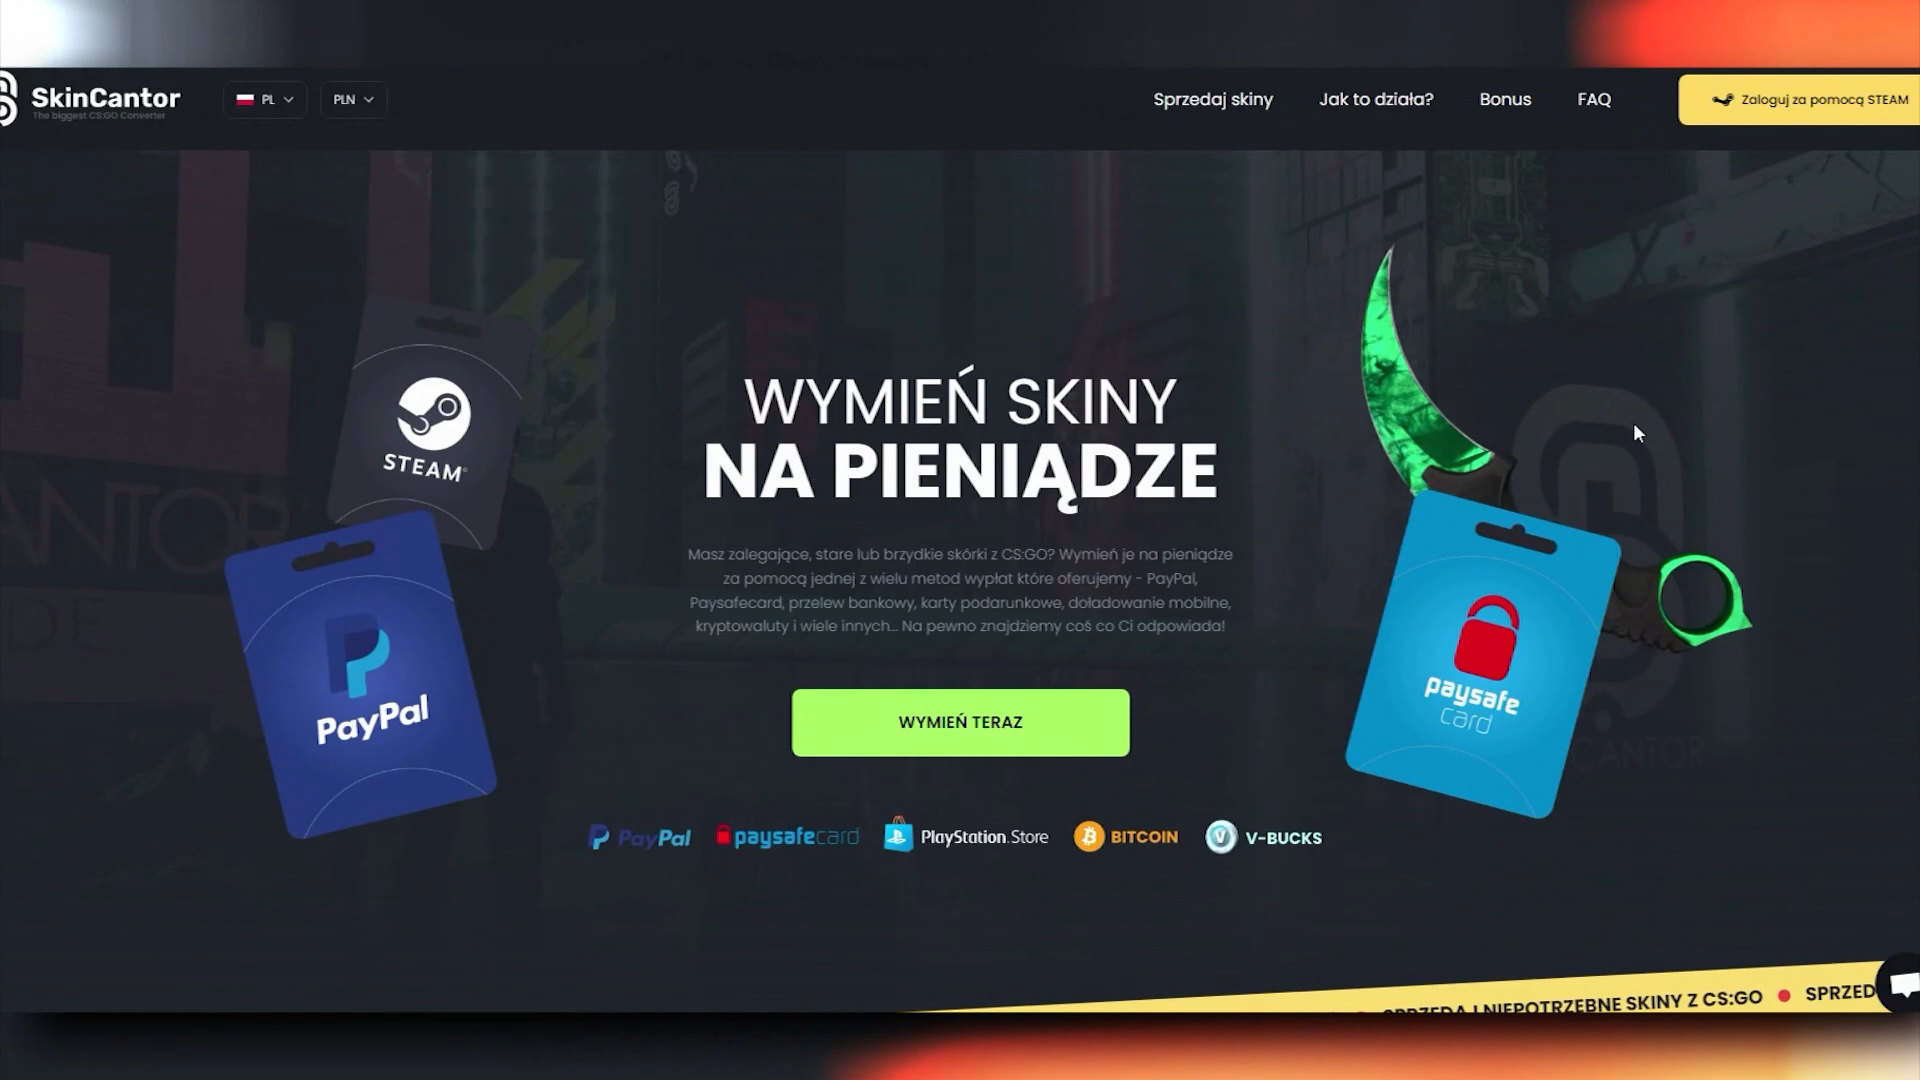 SkinCantor
The biggest CS:GO Converter
PL
PLN
Sprzedaj skiny
Jak to działa?
Bonus
FAQ
Zaloguj za pomocą STEAM
WYMIEŃ SKINY
NA PIENIĄDZE
Masz zalegające, stare lub brzydkie skórki z CS:GO? Wymień je na pieniądze
za pomocą jednej z wielu metod wypłat które oferujemy - PayPal,
Paysafecard, przelew bankowy, karty podarunkowe, doładowanie mobilne,
kryptowaluty i wiele innych... Na pewno znajdziemy coś co Ci odpowiada!
WYMIEŃ TERAZ
STEAM
PayPal
paysafe
card
CANTOR
PayPal
paysafecard
PlayStation.Store
BITCOIN
V-BUCKS
SPRZEDAJ NIEPOTRZEBNE SKINY Z CS:GO
SPRZED